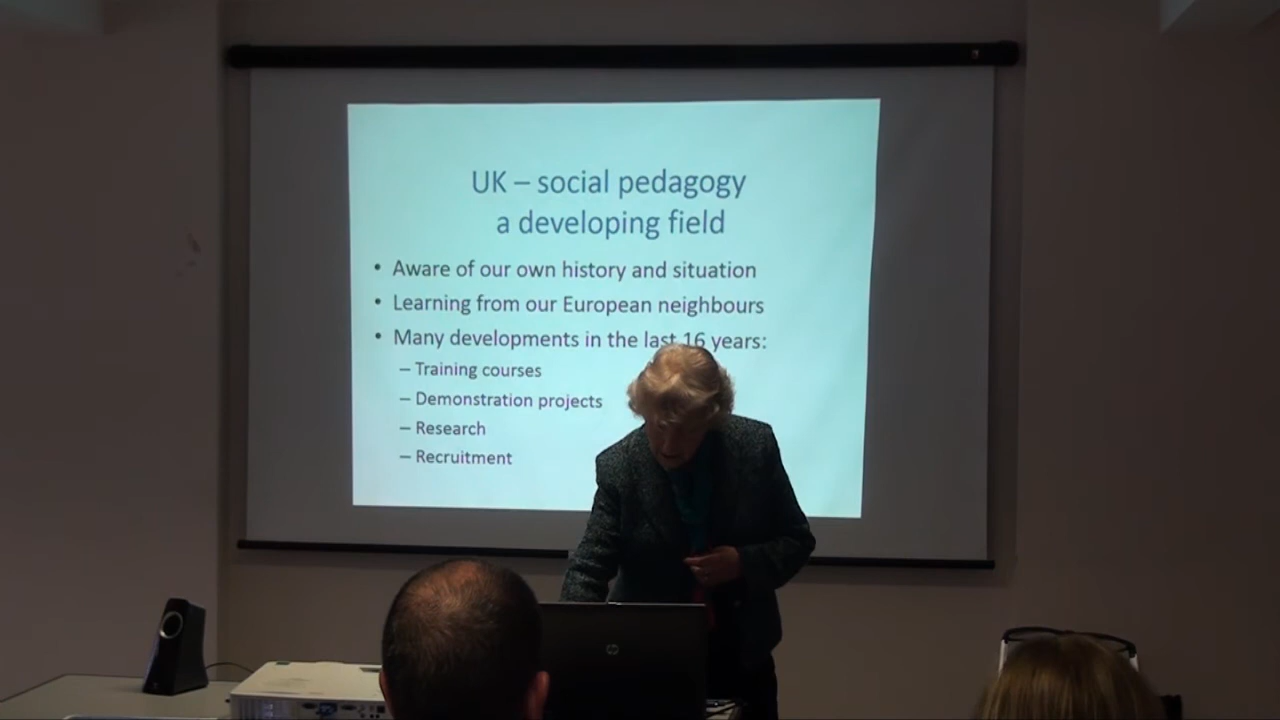 UK – social pedagogy
a developing field
• Aware of our own history and situation
• Learning from our European neighbours
• Many developments in the last 16 years:
– Training courses
– Demonstration projects
– Research
– Recruitment
hp